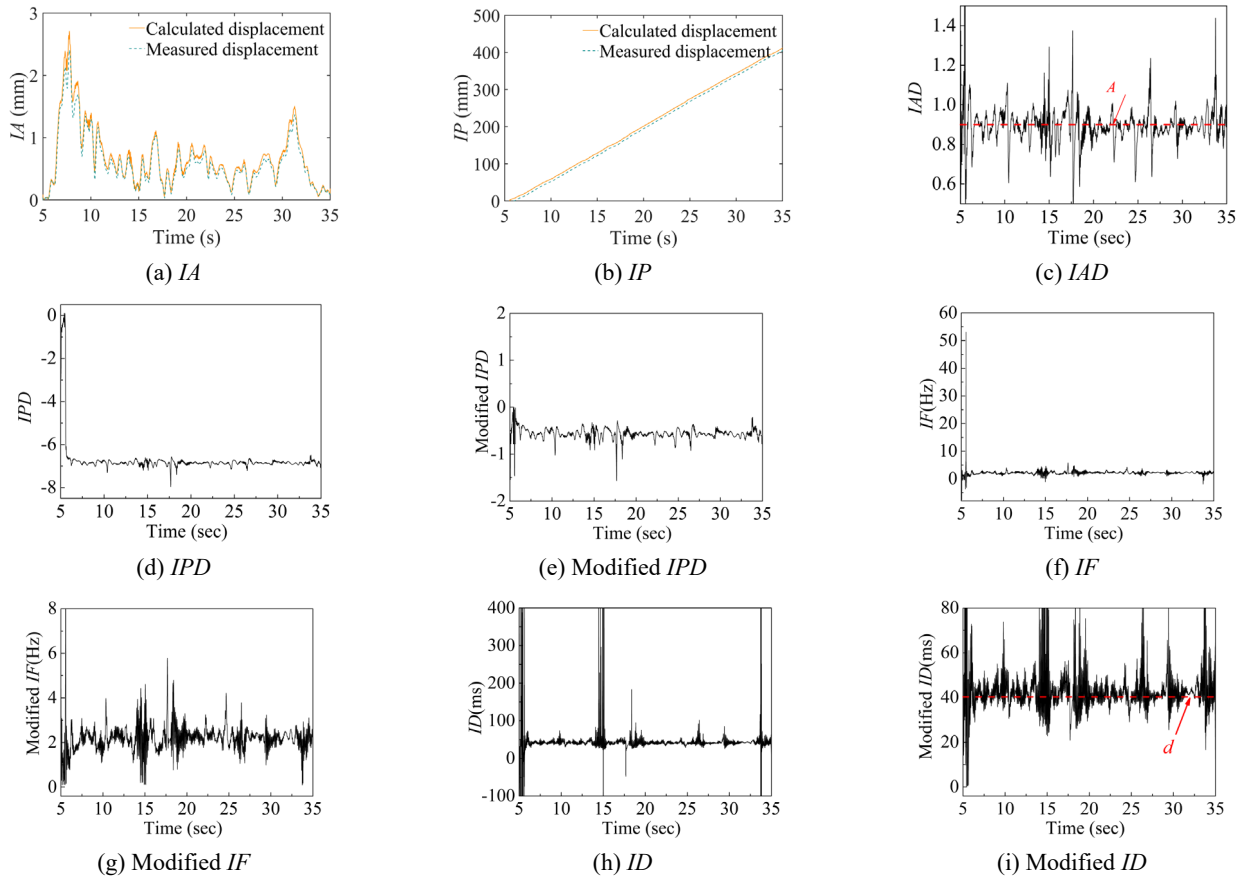 3
2
1
0
IA (mm)
Calculated displacement
Measured displacement
5 10 15 20 25 30 35
Time (s)
(a) IA
500
400
300
200
100
0
IP (mm)
Calculated displacement
Measured displacement
5 10 15 20 25 30 35
Time (s)
(b) IP
1.4
1.2
1.0
0.8
0.6
IAD
A
5 10 15 20 25 30 35
Time (sec)
(c) IAD
0
-2
-4
-6
-8
IPD
5 10 15 20 25 30 35
Time (sec)
(d) IPD
2
1
0
-1
-2
Modified IPD
5 10 15 20 25 30 35
Time (sec)
(e) Modified IPD
60
50
40
30
20
10
0
IF(Hz)
5 10 15 20 25 30 35
Time (sec)
(f) IF
8
6
4
2
0
Modified IF(Hz)
5 10 15 20 25 30 35
Time (sec)
(g) Modified IF
400
300
200
100
0
-100
ID(ms)
5 10 15 20 25 30 35
Time (sec)
(h) ID
80
60
40
20
0
Modified ID(ms)
d
5 10 15 20 25 30 35
Time (sec)
(i) Modified ID